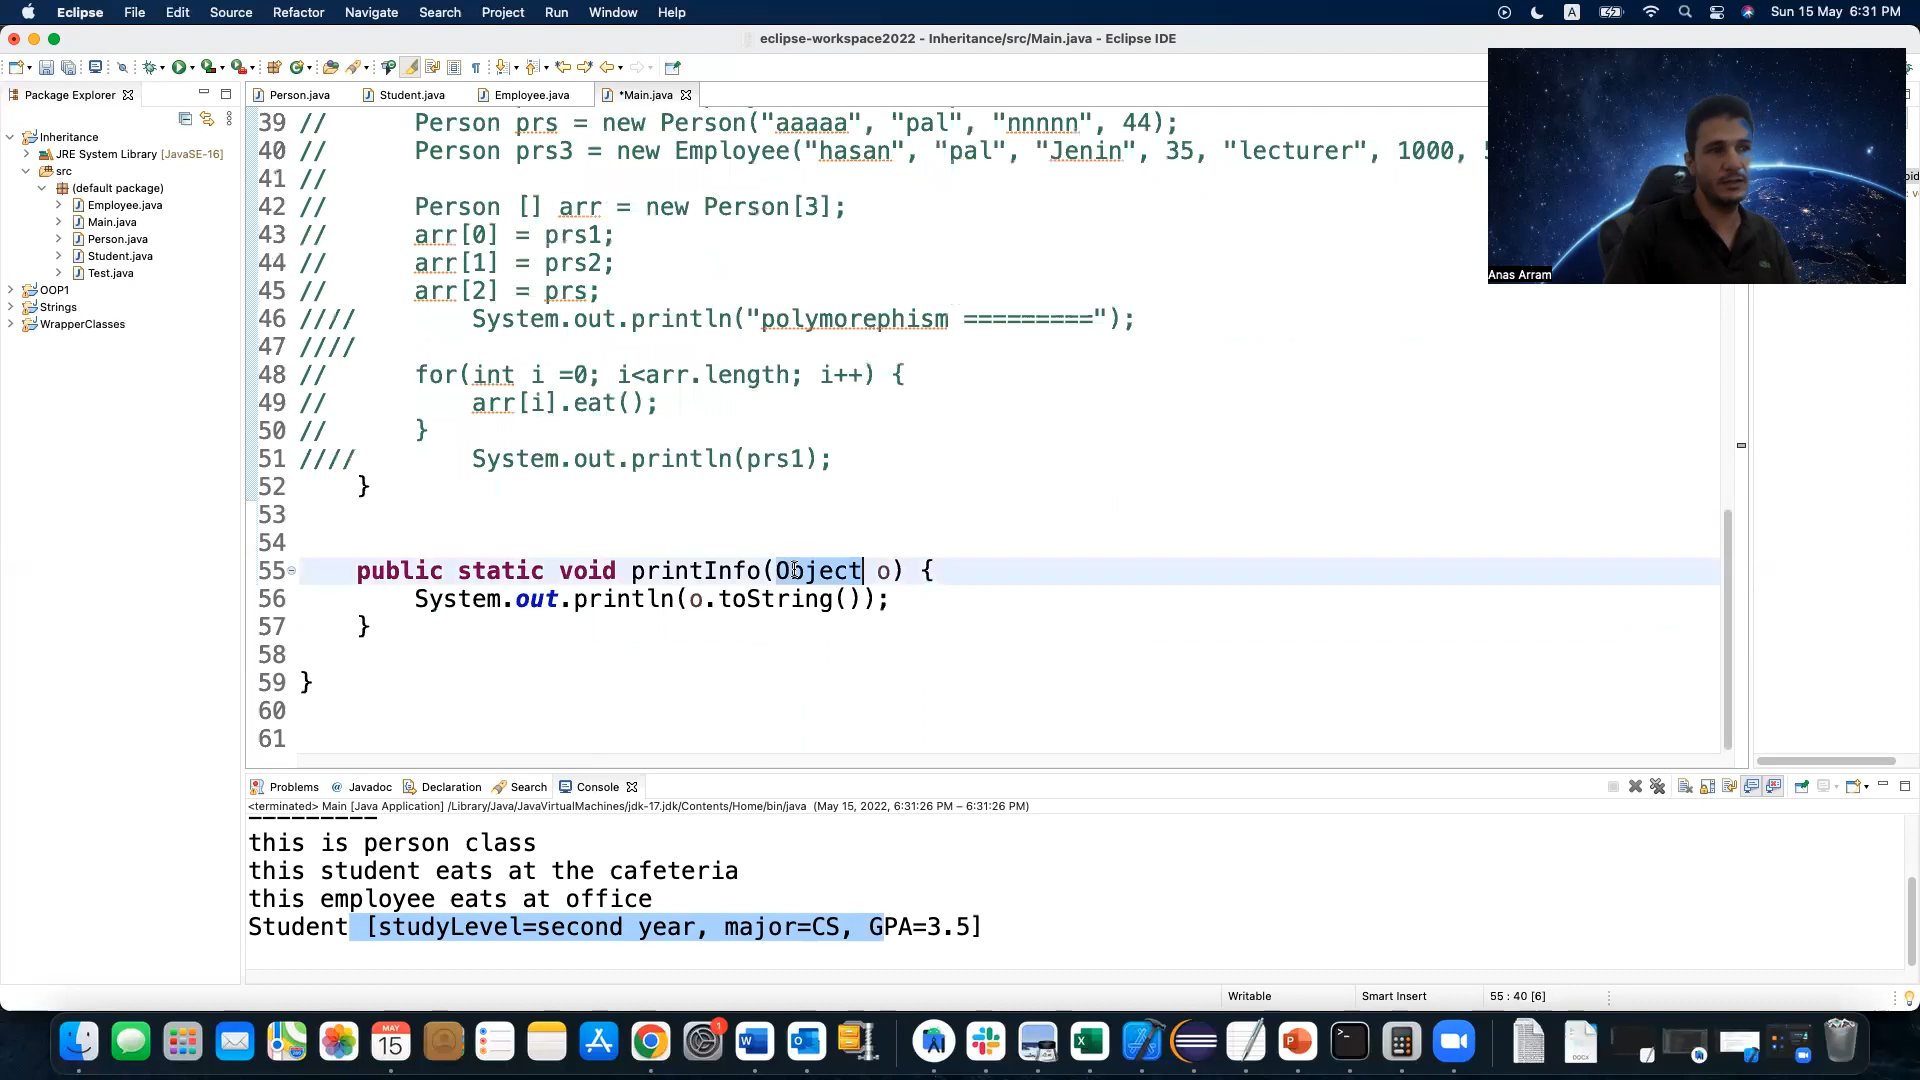 Eclipse File Edit Source Refactor Navigate Search Project Run Window Help A Sun 15 May 6:31 PM
eclipse-workspace2022 - Inheritance/src/Main.java - Eclipse IDE
Package Explorer
Person.java Student.java Employee.java *Main.java
Inheritance
JRE System Library [JavaSE-16]
src
(default package)
Employee.java
Main.java
Person.java
Student.java
Test.java
OOP1
Strings
WrapperClasses
39 // Person prs = new Person("aaaaa", "pal", "nnnnn", 44);
40 // Person prs3 = new Employee("hasan", "pal", "Jenin", 35, "lecturer", 1000,
41 //
42 // Person [] arr = new Person[3];
43 // arr[0] = prs1;
44 // arr[1] = prs2;
45 // arr[2] = prs;
46 //// System.out.println("polymorephism =========");
47 ////
48 // for(int i =0; i<arr.length; i++) {
49 // arr[i].eat();
50 // }
51 //// System.out.println(prs1);
52 }
53
54
55 public static void printInfo(Object o) {
56 System.out.println(o.toString());
57 }
58
59 }
60
61
Anas Arram
Problems @ Javadoc Declaration Search Console
<terminated> Main [Java Application] /Library/Java/JavaVirtualMachines/jdk-17.jdk/Contents/Home/bin/java (May 15, 2022, 6:31:26 PM – 6:31:26 PM)
=========
this is person class
this student eats at the cafeteria
this employee eats at office
Student [studyLevel=second year, major=CS, GPA=3.5]
Writable Smart Insert 55 : 40 [6]
MAY
15
1